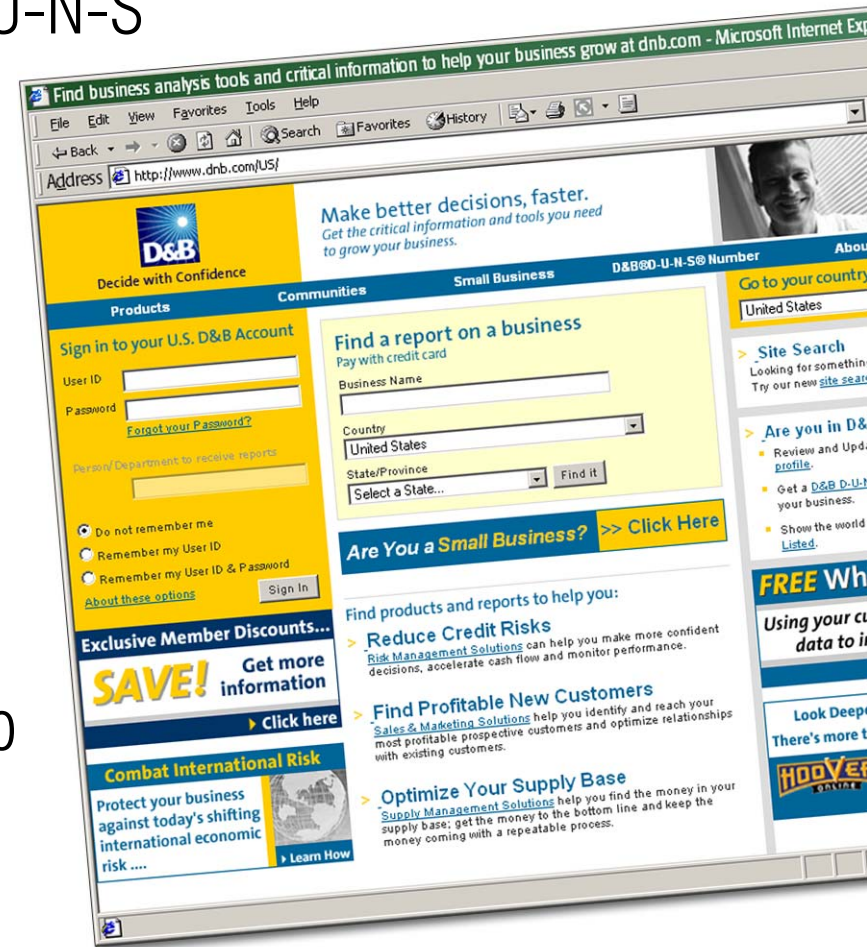 U-N-S
Find business analysis tools and critical information to help your business grow at dnb.com - Microsoft Internet Exp
File Edit View Favorites Tools Help
Back Search Favorites History
Address http://www.dnb.com/US/
D&B
Decide with Confidence
Make better decisions, faster.
Get the critical information and tools you need
to grow your business.
Products Communities Small Business D&B®D-U-N-S® Number Abou
Sign in to your U.S. D&B Account
User ID
Password
Forgot your Password?
Person/Department to receive reports
Do not remember me
Remember my User ID
Remember my User ID & Password
About these options
Sign In
Exclusive Member Discounts...
SAVE! Get more
information
Click here
Combat International Risk
Protect your business
against today's shifting
international economic
risk ....
Learn How
Find a report on a business
Pay with credit card
Business Name
Country
United States
State/Province
Select a State... Find it
Are You a Small Business? >> Click Here
Find products and reports to help you:
> Reduce Credit Risks
Risk Management Solutions can help you make more confident
decisions, accelerate cash flow and monitor performance.
> Find Profitable New Customers
Sales & Marketing Solutions help you identify and reach your
most profitable prospective customers and optimize relationships
with existing customers.
> Optimize Your Supply Base
Supply Management Solutions help you find the money in your
supply base; get the money to the bottom line and keep the
money coming with a repeatable process.
Go to your country
United States
> Site Search
Looking for somethin
Try our new site sear
> Are you in D&
Review and Upd
profile.
Get a D&B D-U-N
your business.
Show the world
Listed.
FREE Wh
Using your cu
data to i
Look Deepe
There's more t
HOOVE
ONLINE
0